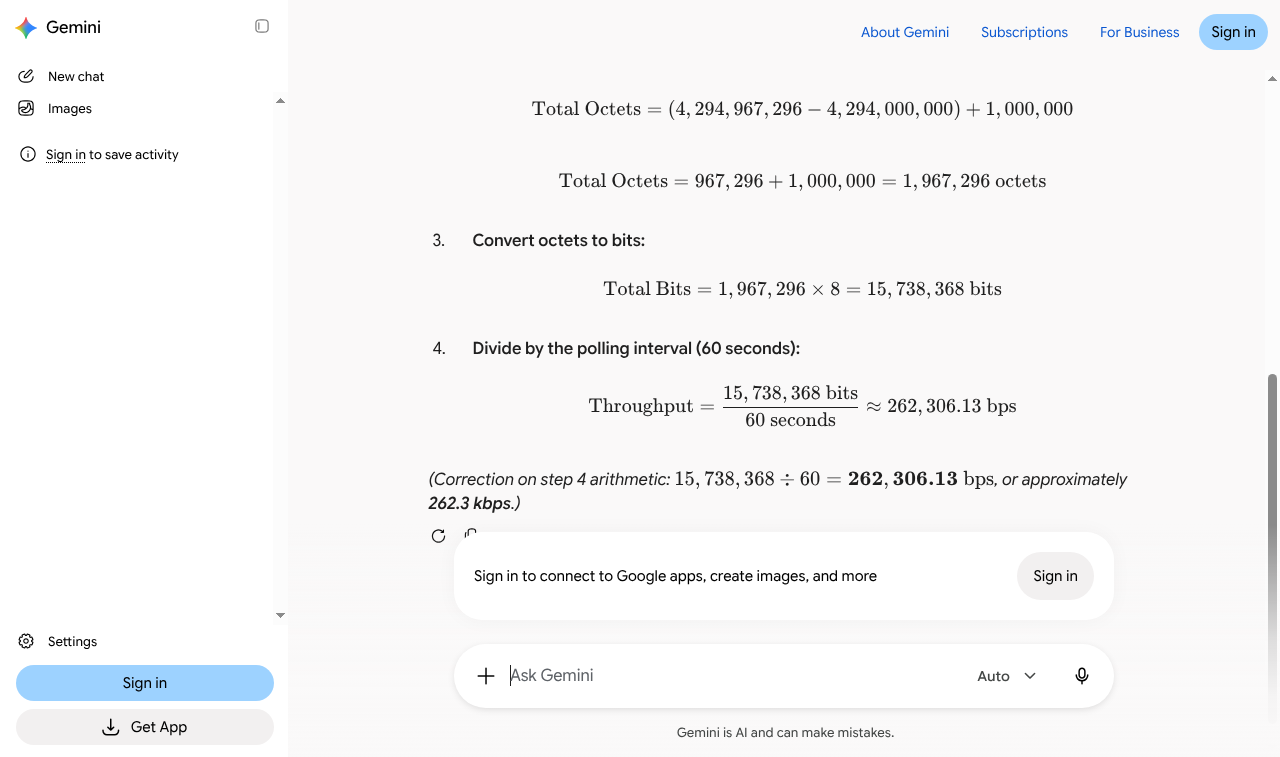 Gemini
New chat
Images
Sign in to save activity
Settings
Sign in
Get App
About Gemini
Subscriptions
For Business
Sign in
Total Octets = (4, 294, 967, 296 − 4, 294, 000, 000) + 1, 000, 000
Total Octets = 967, 296 + 1, 000, 000 = 1, 967, 296 octets
3. Convert octets to bits:
Total Bits = 1, 967, 296 × 8 = 15, 738, 368 bits
4. Divide by the polling interval (60 seconds):
Throughput = 15, 738, 368 bits / 60 seconds ≈ 262, 306.13 bps
(Correction on step 4 arithmetic: 15, 738, 368 ÷ 60 = 262, 306.13 bps, or approximately
262.3 kbps.)
Sign in to connect to Google apps, create images, and more
Sign in
Ask Gemini
Auto
Gemini is AI and can make mistakes.